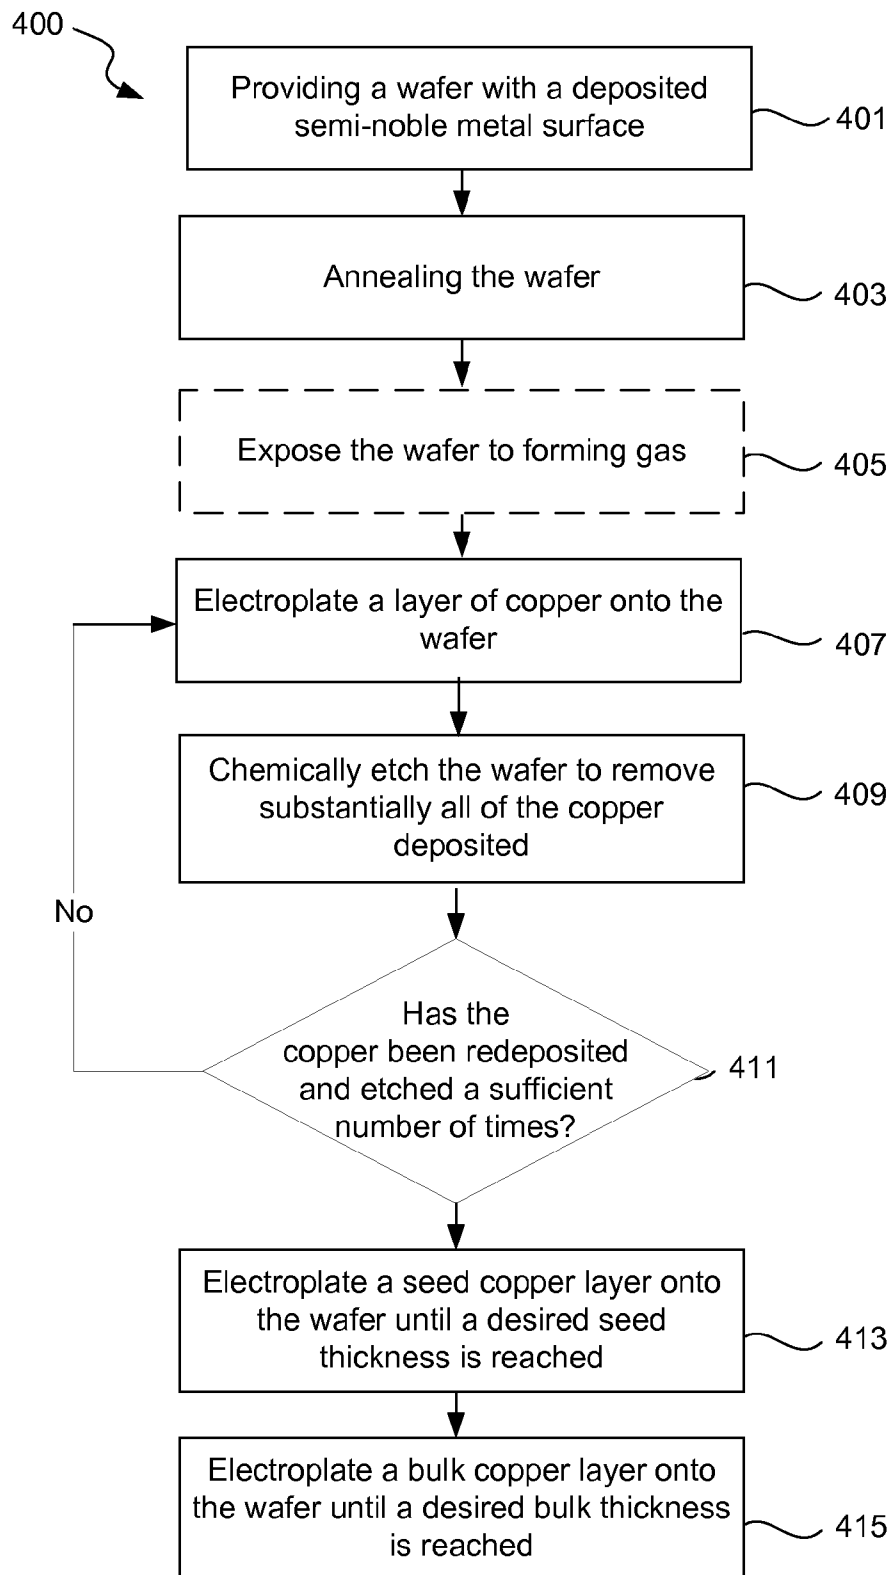 400
Providing a wafer with a deposited
semi-noble metal surface
401
Annealing the wafer
403
Expose the wafer to forming gas
405
Electroplate a layer of copper onto the
wafer
407
Chemically etch the wafer to remove
substantially all of the copper
deposited
409
No
Has the
copper been redeposited
and etched a sufficient
number of times?
411
Electroplate a seed copper layer onto
the wafer until a desired seed
thickness is reached
413
Electroplate a bulk copper layer onto
the wafer until a desired bulk thickness
is reached
415